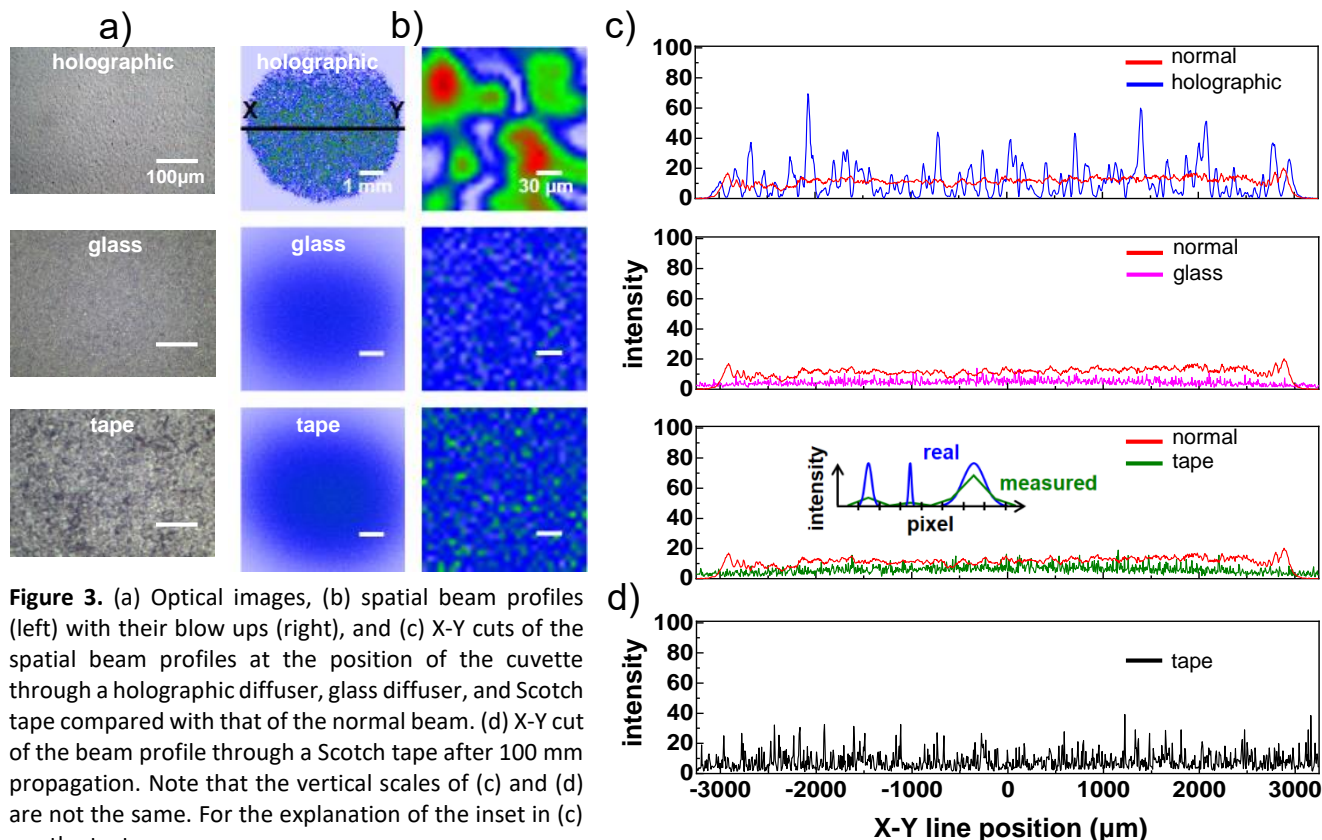 a)
b)
c)
holographic
100μm
holographic
X
Y
1 mm
30 μm
glass
glass
tape
tape
100
80
60
40
20
0
normal
holographic
100
80
60
40
20
0
normal
glass
intensity
100
80
60
40
20
0
normal
tape
real
measured
intensity
pixel
d)
100
80
60
40
20
0
tape
intensity
-3000
-2000
-1000
0
1000
2000
3000
X-Y line position (μm)
Figure 3. (a) Optical images, (b) spatial beam profiles
(left) with their blow ups (right), and (c) X-Y cuts of the
spatial beam profiles at the position of the cuvette
through a holographic diffuser, glass diffuser, and Scotch
tape compared with that of the normal beam. (d) X-Y cut
of the beam profile through a Scotch tape after 100 mm
propagation. Note that the vertical scales of (c) and (d)
are not the same. For the explanation of the inset in (c)